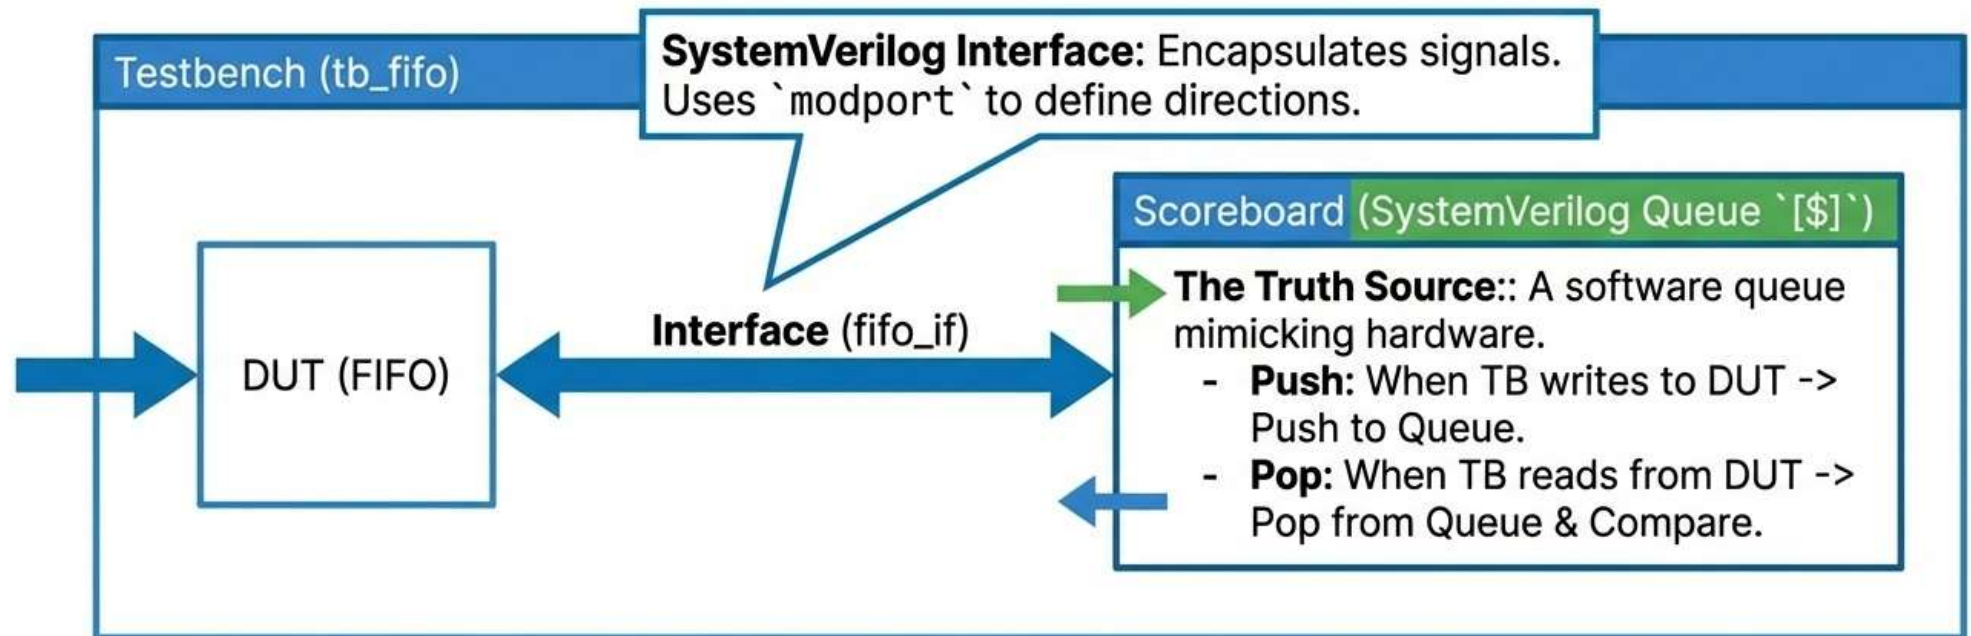 Testbench (tb_fifo)
SystemVerilog Interface: Encapsulates signals.
Uses `modport` to define directions.
Scoreboard (SystemVerilog Queue `[$]`)
DUT (FIFO)
Interface (fifo_if)
The Truth Source:: A software queue
mimicking hardware.
- Push: When TB writes to DUT ->
Push to Queue.
- Pop: When TB reads from DUT ->
Pop from Queue & Compare.